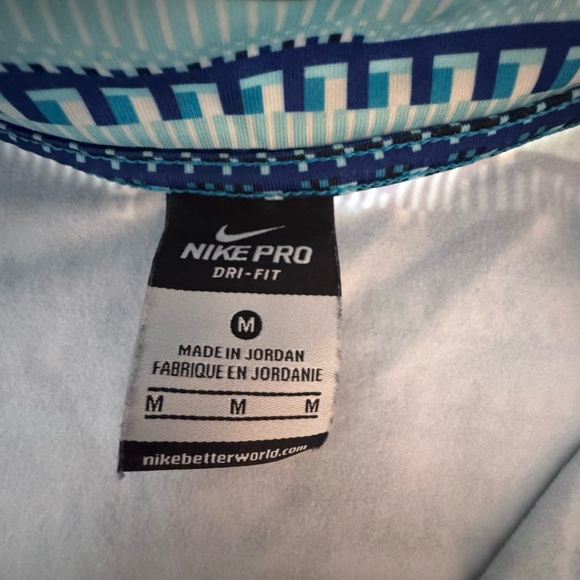 NIKE PRO
DRI-FIT
M
MADE IN JORDAN
FABRIQUE EN JORDANIE
M M M
nikebetterworld.com